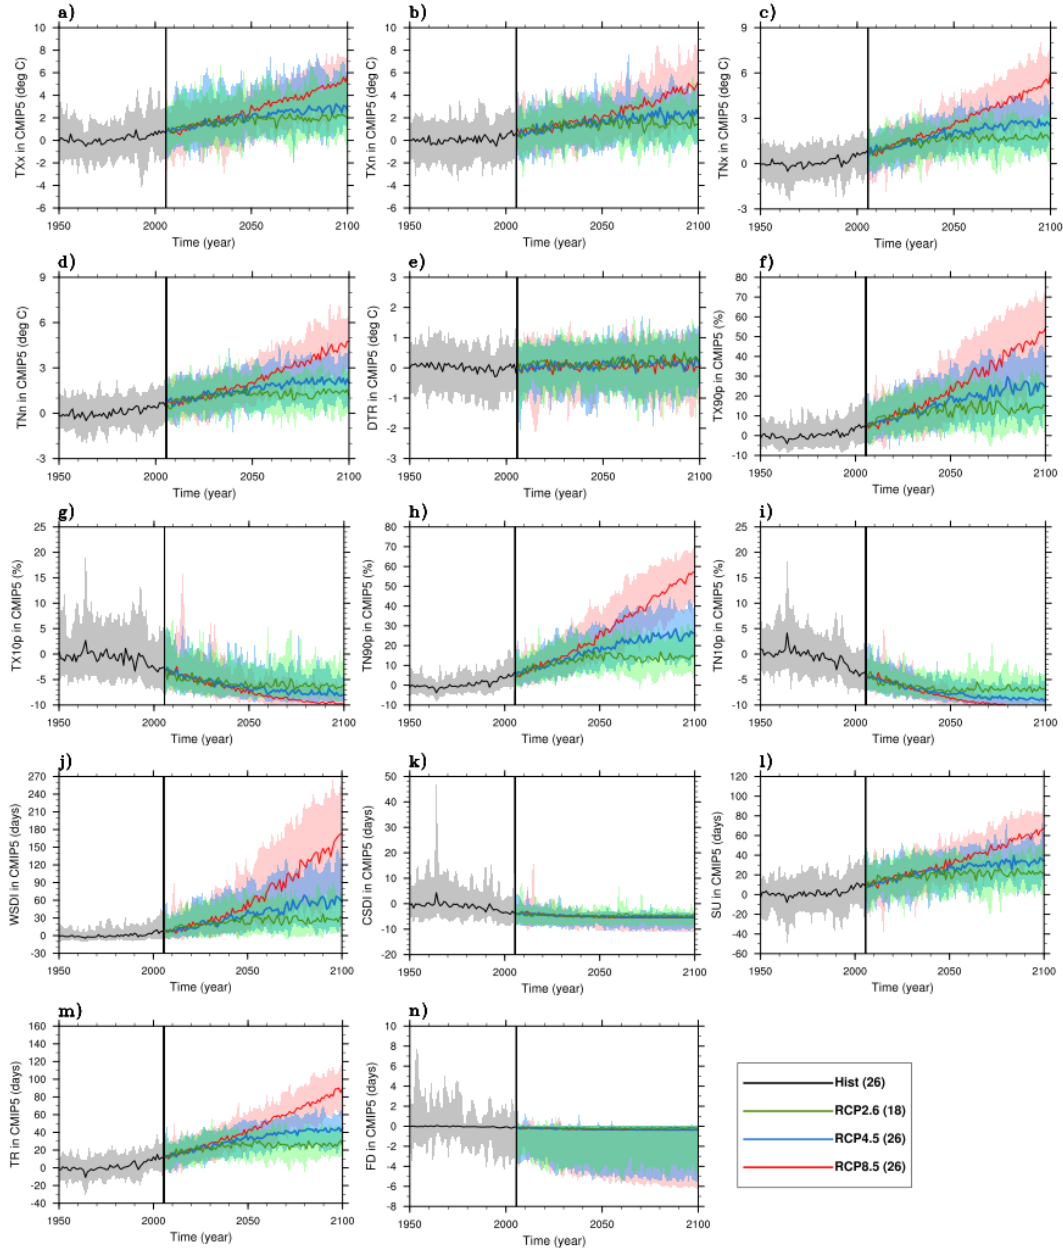 a)
10
8
6
4
2
0
-2
-4
-6
TXx in CMIP5 (deg C)
1950 2000 2050 2100
Time (year)
b)
10
8
6
4
2
0
-2
-4
-6
TXn in CMIP5 (deg C)
1950 2000 2050 2100
Time (year)
c)
9
6
3
0
-3
TNx in CMIP5 (deg C)
1950 2000 2050 2100
Time (year)
d)
9
6
3
0
-3
TNn in CMIP5 (deg C)
1950 2000 2050 2100
Time (year)
e)
3
2
1
0
-1
-2
-3
DTR in CMIP5 (deg C)
1950 2000 2050 2100
Time (year)
f)
80
70
60
50
40
30
20
10
0
-10
TX90p in CMIP5 (%)
1950 2000 2050 2100
Time (year)
g)
25
20
15
10
5
0
-5
-10
TX10p in CMIP5 (%)
1950 2000 2050 2100
Time (year)
h)
80
70
60
50
40
30
20
10
0
-10
TN90p in CMIP5 (%)
1950 2000 2050 2100
Time (year)
i)
25
20
15
10
5
0
-5
-10
TN10p in CMIP5 (%)
1950 2000 2050 2100
Time (year)
j)
270
240
210
180
150
120
90
60
30
0
-30
WSDI in CMIP5 (days)
1950 2000 2050 2100
Time (year)
k)
50
40
30
20
10
0
-10
-20
CSDI in CMIP5 (days)
1950 2000 2050 2100
Time (year)
l)
120
100
80
60
40
20
0
-20
-40
-60
SU in CMIP5 (days)
1950 2000 2050 2100
Time (year)
m)
160
140
120
100
80
60
40
20
0
-20
-40
TR in CMIP5 (days)
1950 2000 2050 2100
Time (year)
n)
10
8
6
4
2
0
-2
-4
-6
-8
FD in CMIP5 (days)
1950 2000 2050 2100
Time (year)
Hist (26)
RCP2.6 (18)
RCP4.5 (26)
RCP8.5 (26)